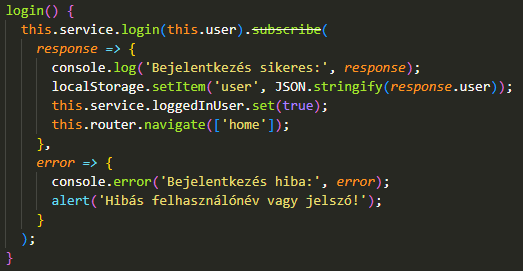 login() {
this.service.login(this.user).subscribe(
response => {
console.log('Bejelentkezés sikeres:', response);
localStorage.setItem('user', JSON.stringify(response.user));
this.service.loggedInUser.set(true);
this.router.navigate(['home']);
},
error => {
console.error('Bejelentkezés hiba:', error);
alert('Hibás felhasználónév vagy jelszó!');
}
);
}